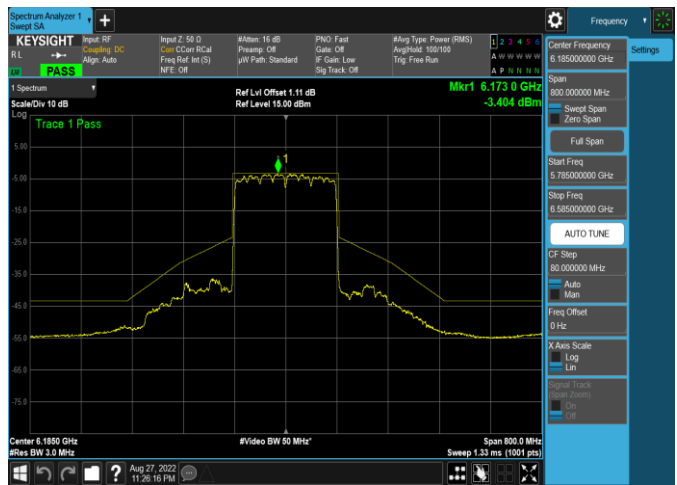 Spectrum Analyzer 1
Swept SA
+
Frequency
KEYSIGHT
R L
LW
PASS
Input: RF
Coupling: DC
Align: Auto
Input Z: 50 Ω
Corr CCorr RCal
Freq Ref: Int (S)
NFE: Off
#Atten: 16 dB
Preamp: Off
µW Path: Standard
PNO: Fast
Gate: Off
IF Gain: Low
Sig Track: Off
#Avg Type: Power (RMS)
Avg|Hold: 100/100
Trig: Free Run
1 2 3 4 5 6
A W W W W W
A P N N N N
1 Spectrum
Scale/Div 10 dB
Log
Ref Lvl Offset 1.11 dB
Ref Level 15.00 dBm
Mkr1 6.173 0 GHz
-3.404 dBm
Trace 1 Pass
1
5.00
-5.00
-15.0
-25.0
-35.0
-45.0
-55.0
-65.0
-75.0
Center 6.1850 GHz
#Res BW 3.0 MHz
#Video BW 50 MHz*
Span 800.0 MHz
Sweep 1.33 ms (1001 pts)
Center Frequency
6.185000000 GHz
Settings
Span
800.000000 MHz
Swept Span
Zero Span
Full Span
Start Freq
5.785000000 GHz
Stop Freq
6.585000000 GHz
AUTO TUNE
CF Step
80.000000 MHz
Auto
Man
Freq Offset
0 Hz
X Axis Scale
Log
Lin
Signal Track
(Span Zoom)
On
Off
?
Aug 27, 2022
11:26:16 PM